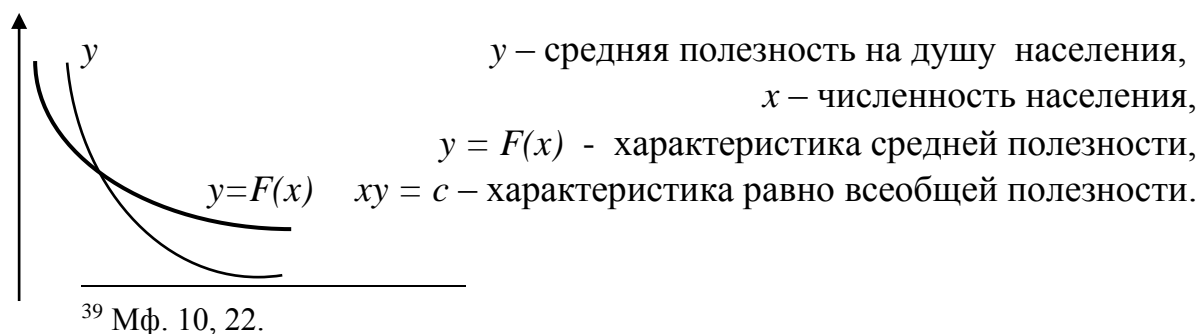 y y – средняя полезность на душу населения,
x – численность населения,
y = F(x) - характеристика средней полезности,
y=F(x) xy = c – характеристика равно всеобщей полезности.
39 Мф. 10, 22.